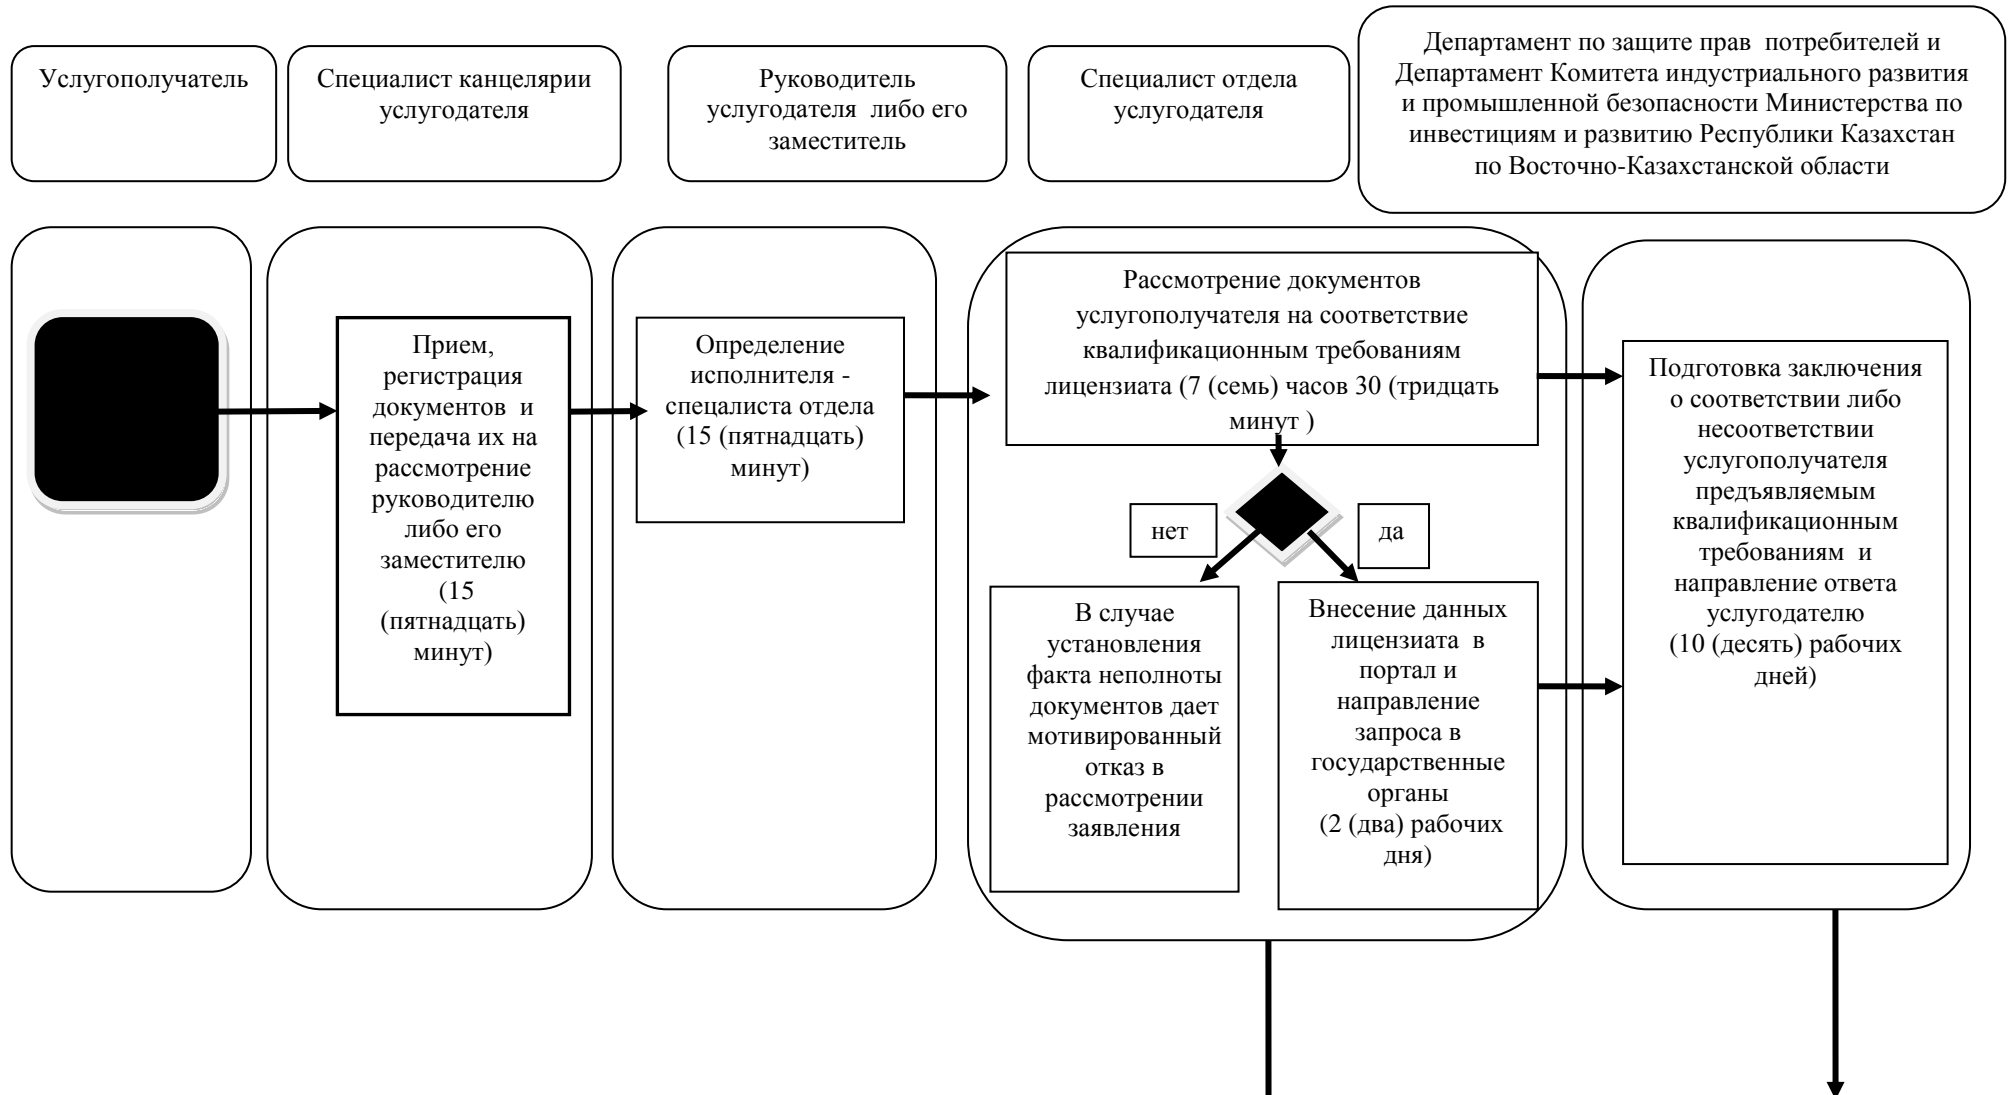 Услугополучатель
Специалист канцелярии
услугодателя
Руководитель
услугодателя  либо его
заместитель
Специалист отдела
услугодателя
Департамент по защите прав  потребителей и
Департамент Комитета индустриального развития
и промышленной безопасности Министерства по
инвестициям и развитию Республики Казахстан
по Восточно-Казахстанской области
Прием,
регистрация
документов  и
передача их на
рассмотрение
руководителю
либо его
заместителю
(15
(пятнадцать)
минут)
Определение
исполнителя -
спецалиста отдела
(15 (пятнадцать)
минут)
Рассмотрение документов
услугополучателя на соответствие
квалификационным требованиям
лицензиата (7 (семь) часов 30 (тридцать
минут )
нет
да
В случае
установления
факта неполноты
документов дает
мотивированный
отказ в
рассмотрении
заявления
Внесение данных
лицензиата  в
портал и
направление
запроса в
государственные
органы
(2 (два) рабочих
дня)
Подготовка заключения
о соответствии либо
несоответствии
услугополучателя
предъявляемым
квалификационным
требованиям  и
направление ответа
услугодателю
(10 (десять) рабочих
дней)